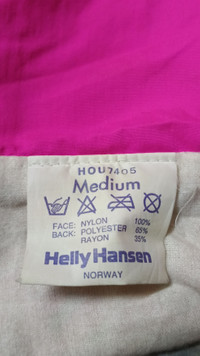 HOU7405
Medium
FACE: NYLON 100%
BACK: POLYESTER 65%
RAYON 35%
Helly Hansen
NORWAY